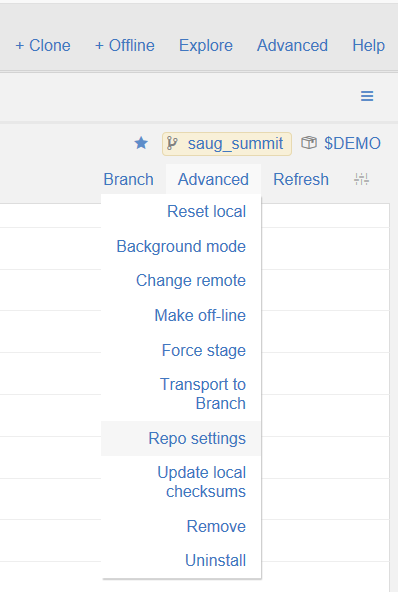 + Clone + Offline Explore Advanced Help
saug_summit $DEMO
Branch Advanced Refresh
Reset local
Background mode
Change remote
Make off-line
Force stage
Transport to
Branch
Repo settings
Update local
checksums
Remove
Uninstall